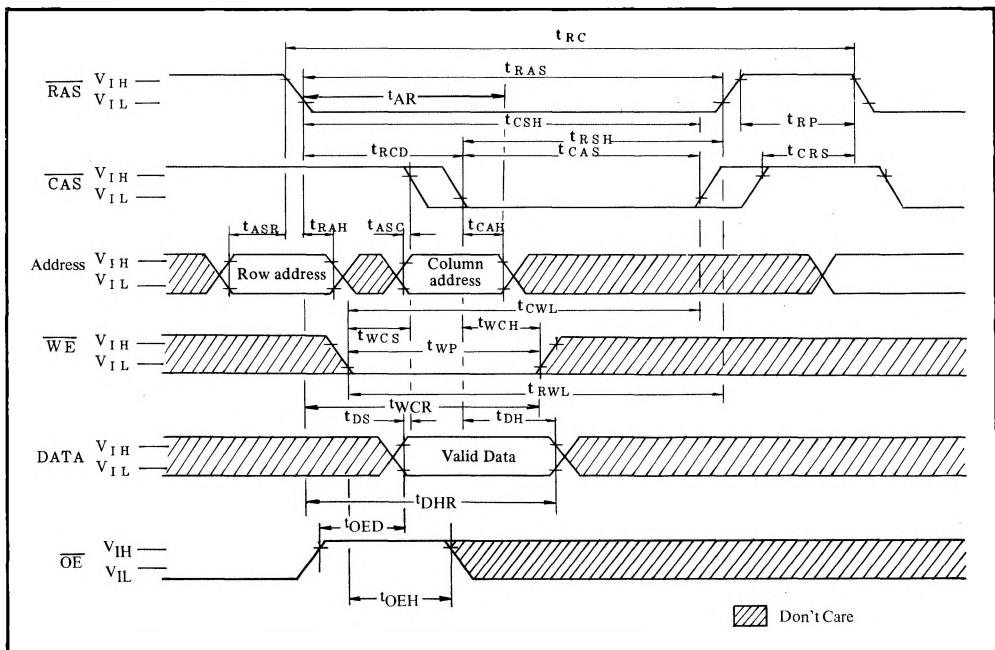 tRC
tRAS
RAS VIH
VIL
tAR
tRP
tCSH
tRSH
tRCD
tCAS
tCRS
CAS VIH
VIL
tASR
tRAH
tASC
tCAH
Address VIH
VIL
Row address
Column address
tCWL
tWCS
tWCH
WE VIH
VIL
tWP
tRWL
tWCR
tDS
tDH
DATA VIH
VIL
Valid Data
tDHR
tOED
OE VIH
VIL
tOEH
Don't Care